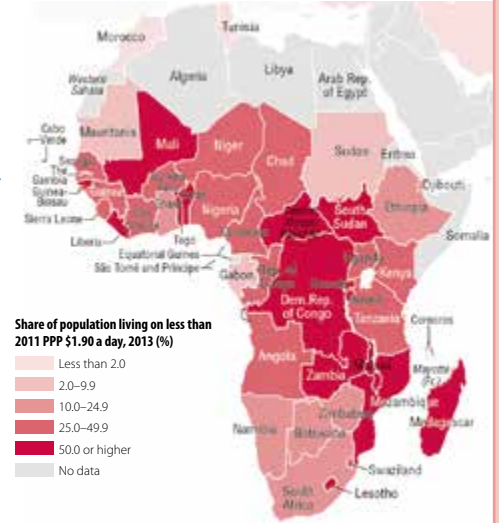 Tunisia
Morocco
Algeria
Libya
Arab Rep.
of Egypt
Western
Sahara
Cabo
Verde
Mauritania
Mali
Niger
Chad
Sudan
Eritrea
The
Gambia
Guinea-
Bissau
Guinea
Djibouti
Nigeria
South
Sudan
Ethiopia
Sierra Leone
Somalia
Liberia
Togo
Equatorial Guinea
São Tomé and Príncipe
Gabon
Kenya
Dem. Rep.
of Congo
Tanzania
Comoros
Share of population living on less than
2011 PPP $1.90 a day, 2013 (%)
Less than 2.0
2.0–9.9
10.0–24.9
25.0–49.9
50.0 or higher
No data
Angola
Zambia
Mayotte
(Fr.)
Mozambique
Zimbabwe
Madagascar
Namibia
Botswana
Swaziland
South
Africa
Lesotho